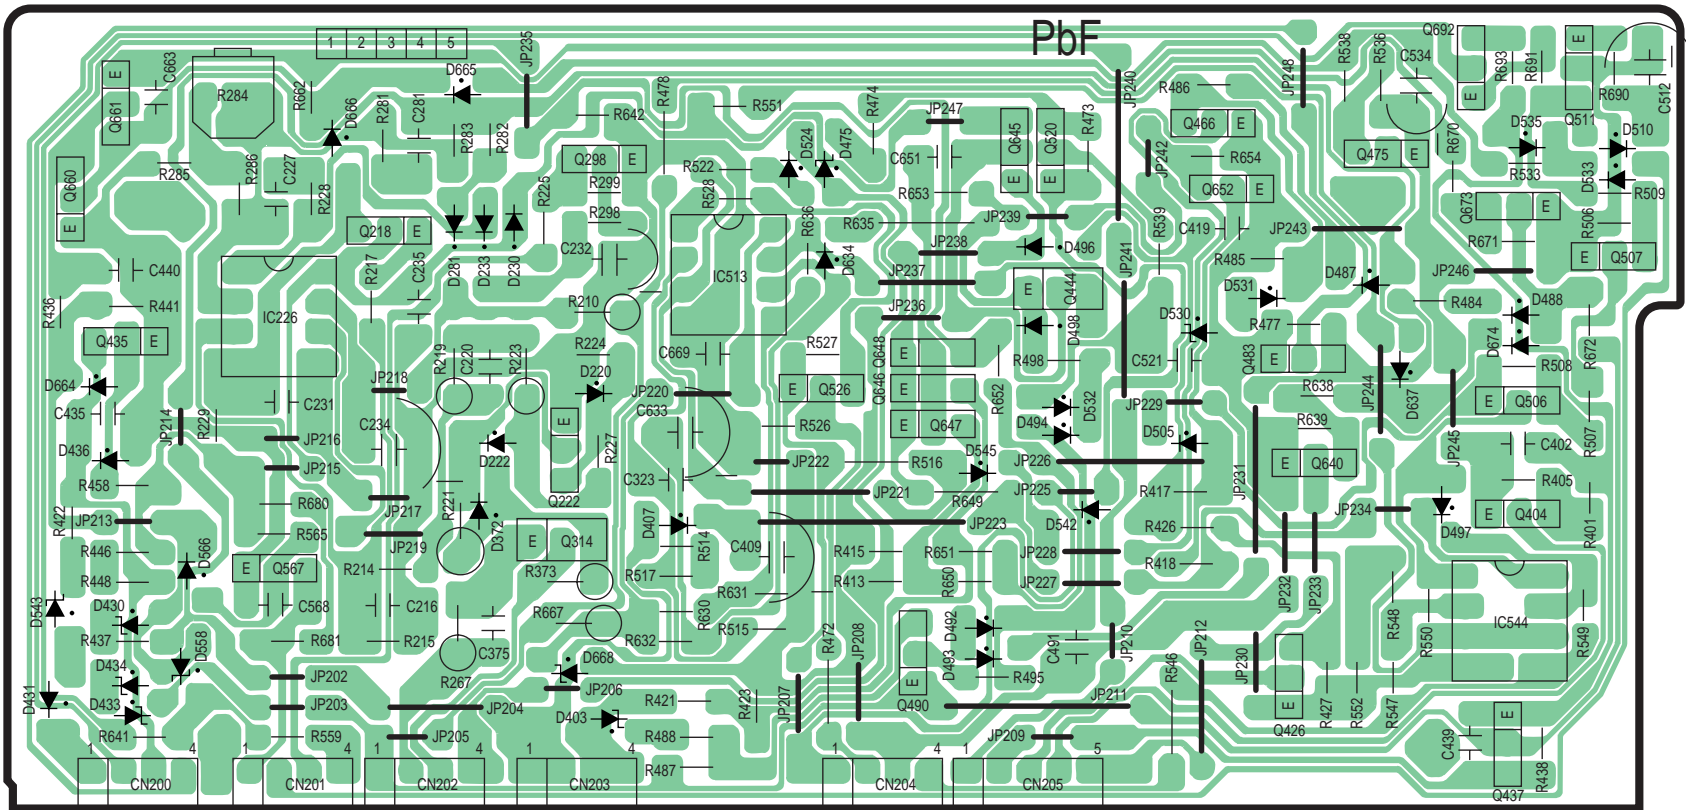 PbF
1 2 3 4 5
JP235
Q692
E
E
R538
R536
C534
R693
R691
R690
C512
Q511
E
Q661
C663
R284
R662
D665
D666
R281
C281
R283
R282
R478
R642
R551
R474
JP247
Q645
Q520
R473
JP240
R486
JP248
Q466 E
JP242
R654
Q475 E
R670
D535
D510
R533
D533
R509
Q660
E
R285
R286
C227
R228
Q298 E
R299
R225
R298
R522
R528
D524
D475
C651
R653
E
E
Q652 E
Q673 E
R506
Q218 E
C232
R636
R635
JP239
R539
C419
JP243
R671
Q507
E
C440
R217
C235
D281
D233
D230
IC513
D634
JP238
D496
JP241
R485
D487
JP246
JP237
E Q444
D531
R436
R441
IC226
R210
JP236
D498
D530
R484
D488
Q435 E
R219
C220
R223
R224
C669
R527
Q648
E
R652
R498
C521
R477
Q483
E
D674
R672
R508
D664
JP218
D220
JP220
E Q526
Q646
E
R638
JP244
D637
E Q506
C435
JP214
R229
C231
C234
E
C633
R526
E Q647
D494
D532
JP229
D505
R639
JP245
C402
R507
D436
JP216
JP215
D222
R227
JP222
R516
D545
JP226
JP231
E Q640
R458
R680
JP217
R221
Q222
C323
JP221
R649
JP225
R417
R405
R422
JP213
R565
JP219
D372
E Q314
D407
R514
JP223
D542
R426
JP234
D497
E Q404
R401
R446
D566
C409
R415
R651
JP228
R418
R448
E Q567
R214
R373
R517
R631
R413
R650
JP227
JP232
JP233
IC544
D543
D430
C568
C216
R667
R630
R548
R550
R549
R437
D558
R681
R215
C375
R632
R515
R472
JP208
D492
C491
JP210
JP212
JP230
D434
R267
D668
D493
R546
E
D431
JP202
JP206
R421
R423
JP207
E
R495
R427
R552
R547
D433
JP203
JP204
D403
Q490
JP211
Q426
E
R641
R559
JP205
R488
JP209
C439
R438
1 4 4 1 4 1 4 1 4 1 5
R487
CN200
CN201
CN202
CN203
CN204
CN205
Q437